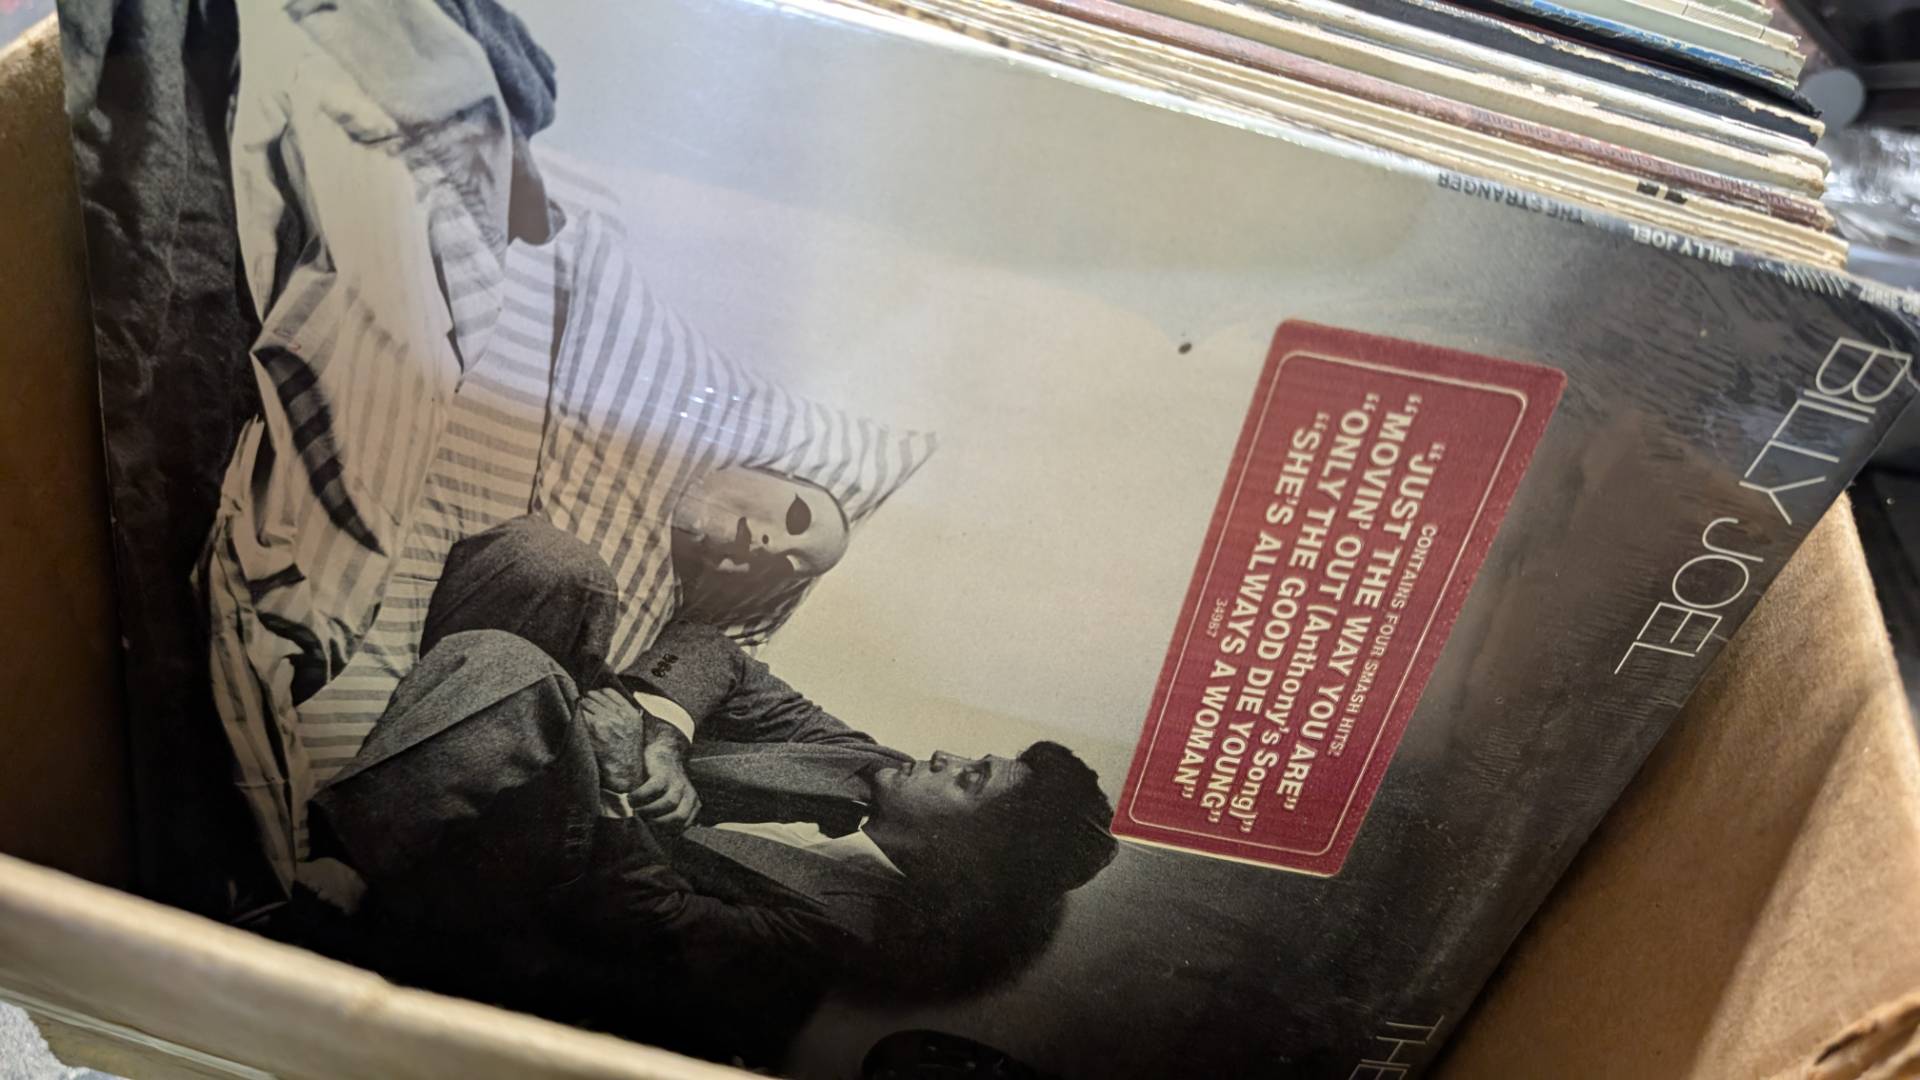 BILLY JOEL
THE
THE STRANGER
BILLY JOEL
CONTAINS FOUR SMASH HITS!
“JUST THE WAY YOU ARE”
“MOVIN' OUT (Anthony's Song)”
“ONLY THE GOOD DIE YOUNG”
“SHE'S ALWAYS A WOMAN”
34987